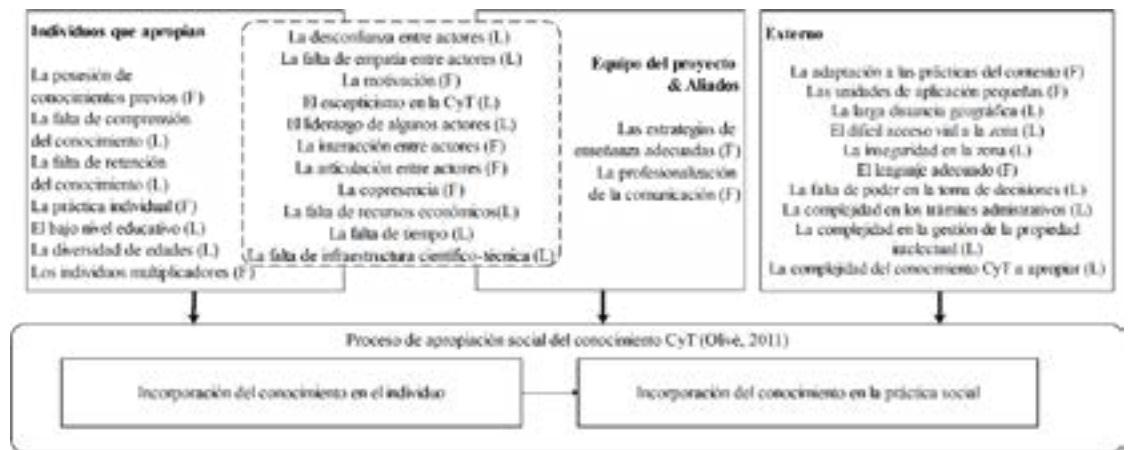 Individuos que apropian
La posesión de
conocimientos previos (F)
La falta de comprensión
del conocimiento (L)
La falta de retención
del conocimiento (L)
La práctica individual (F)
El bajo nivel educativo (L)
La diversidad de edades (L)
Los individuos multiplicadores (F)
La desconfianza entre actores (L)
La falta de empatía entre actores (L)
La motivación (F)
El escepticismo en la CyT (L)
El liderazgo de algunos actores (L)
La interacción entre actores (F)
La articulación entre actores (F)
La copresencia (F)
La falta de recursos económicos(L)
La falta de tiempo (L)
La falta de infraestructura científico-técnica (L)
Equipo del proyecto
& Aliados
Las estrategias de
enseñanza adecuadas (F)
La profesionalización
de la comunicación (F)
Externo
La adaptación a las prácticas del contexto (F)
Las unidades de aplicación pequeñas (F)
La larga distancia geográfica (L)
El difícil acceso vial a la zona (L)
La inseguridad en la zona (L)
El lenguaje adecuado (F)
La falta de poder en la toma de decisiones (L)
La complejidad en los trámites admistrativos (L)
La complejidad en la gestión de la propiedad
intelectual (L)
La complejidad del conocimiento CyT a apropiar (L)
Proceso de apropiación social del conocimiento CyT (Olivé, 2011)
Incorporación del conocimiento en el individuo
Incorporación del conocimiento en la práctica social